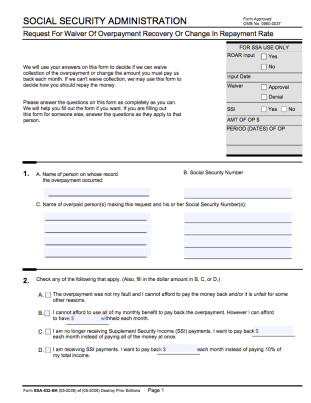 SOCIAL SECURITY ADMINISTRATION
Form Approved
OMB No. 0960-0037
Request For Waiver Of Overpayment Recovery Or Change In Repayment Rate
FOR SSA USE ONLY
ROAR Input
Yes
No
Input Date
Waiver
Approval
Denial
SSI
Yes
No
AMT OF OP $
PERIOD (DATES) OF OP
We will use your answers on this form to decide if we can waive
collection of the overpayment or change the amount you must pay us
back each month. If we can't waive collection, we may use this form to
decide how you should repay the money.
Please answer the questions on this form as completely as you can.
We will help you fill out the form if you want. If you are filling out
this form for someone else, answer the questions as they apply to that
person.
1. A. Name of person on whose record
the overpayment occurred:
B. Social Security Number
C. Name of overpaid person(s) making this request and his or her Social Security Number(s):
2. Check any of the following that apply. (Also, fill in the dollar amount in B, C, or D.)
A. The overpayment was not my fault and I cannot afford to pay the money back and/or it is unfair for some
other reasons.
B. I cannot afford to use all of my monthly benefit to pay back the overpayment. However I can afford
to have $ withheld each month.
C. I am no longer receiving Supplement Security Income (SSI) payments. I want to pay back $
each month instead of paying all of the money at once.
D. I am receiving SSI payments. I want to pay back $ each month instead of paying 10% of
my total income.
Form SSA-632-BK (05-2009) ef (05-2009) Destroy Prior Editions Page 1